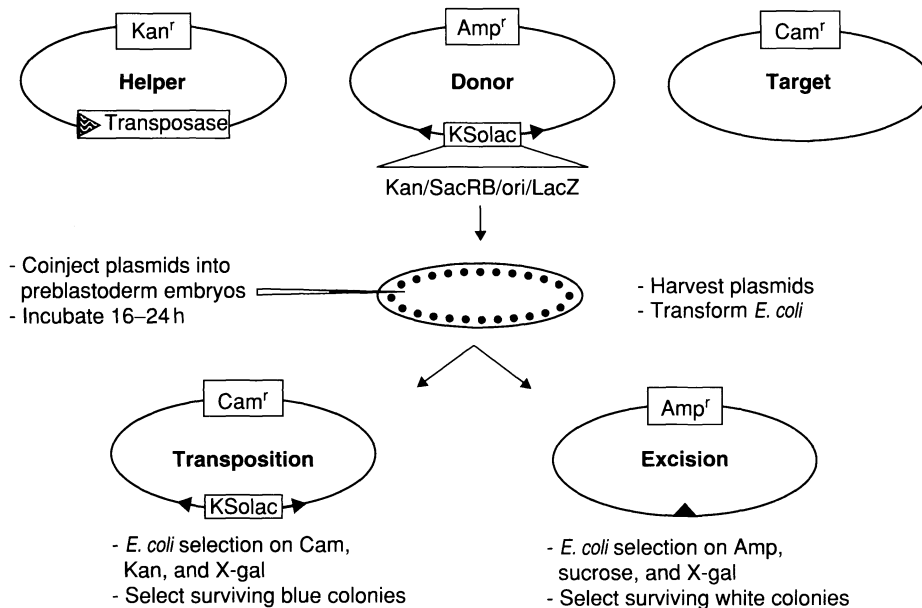 Kanʳ
Helper
Transposase
Ampʳ
Donor
KSolac
Kan/SacRB/ori/LacZ
Camʳ
Target
- Coinject plasmids into
preblastoderm embryos
- Incubate 16–24 h
- Harvest plasmids
- Transform E. coli
Camʳ
Transposition
KSolac
- E. coli selection on Cam,
Kan, and X-gal
- Select surviving blue colonies
Ampʳ
Excision
- E. coli selection on Amp,
sucrose, and X-gal
- Select surviving white colonies